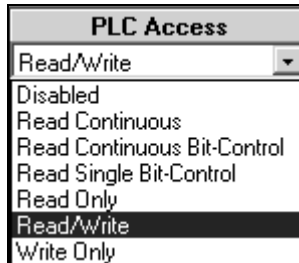 PLC Access
Read/Write
Disabled
Read Continuous
Read Continuous Bit-Control
Read Single Bit-Control
Read Only
Read/Write
Write Only